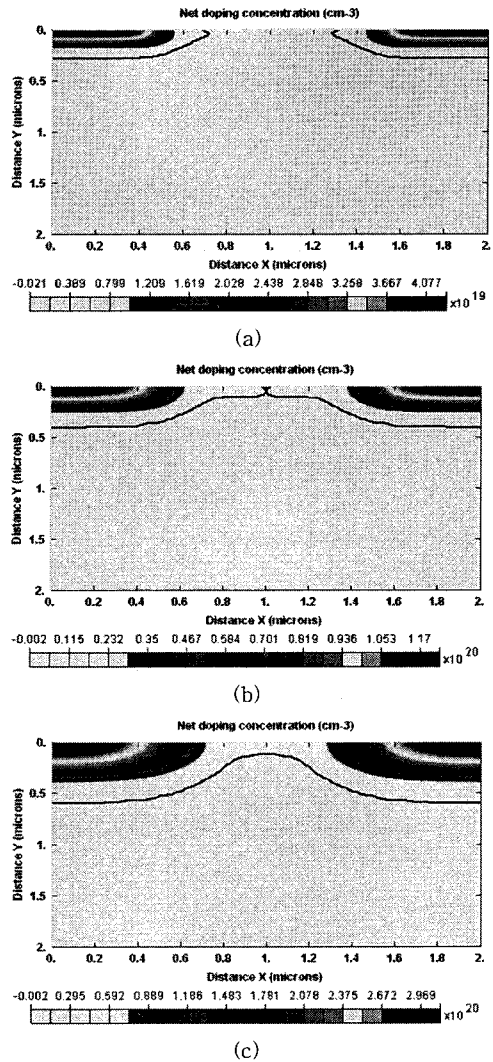 Net doping concentration (cm-3)
Distance Y (microns)
0.
0.5
1.
1.5
2.
0. 0.2 0.4 0.6 0.8 1. 1.2 1.4 1.6 1.8 2.
Distance X (microns)
-0.021 0.389 0.799 1.209 1.619 2.028 2.438 2.848 3.258 3.667 4.077
x10 19
(a)
Net doping concentration (cm-3)
Distance Y (microns)
0.
0.5
1.
1.5
2.
0. 0.2 0.4 0.6 0.8 1. 1.2 1.4 1.6 1.8 2.
Distance X (microns)
-0.002 0.115 0.232 0.35 0.467 0.584 0.701 0.819 0.936 1.053 1.17
x10 20
(b)
Net doping concentration (cm-3)
Distance Y (microns)
0.
0.5
1.
1.5
2.
0. 0.2 0.4 0.6 0.8 1. 1.2 1.4 1.6 1.8 2.
Distance X (microns)
-0.002 0.295 0.592 0.889 1.186 1.483 1.781 2.078 2.375 2.672 2.969
x10 20
(c)